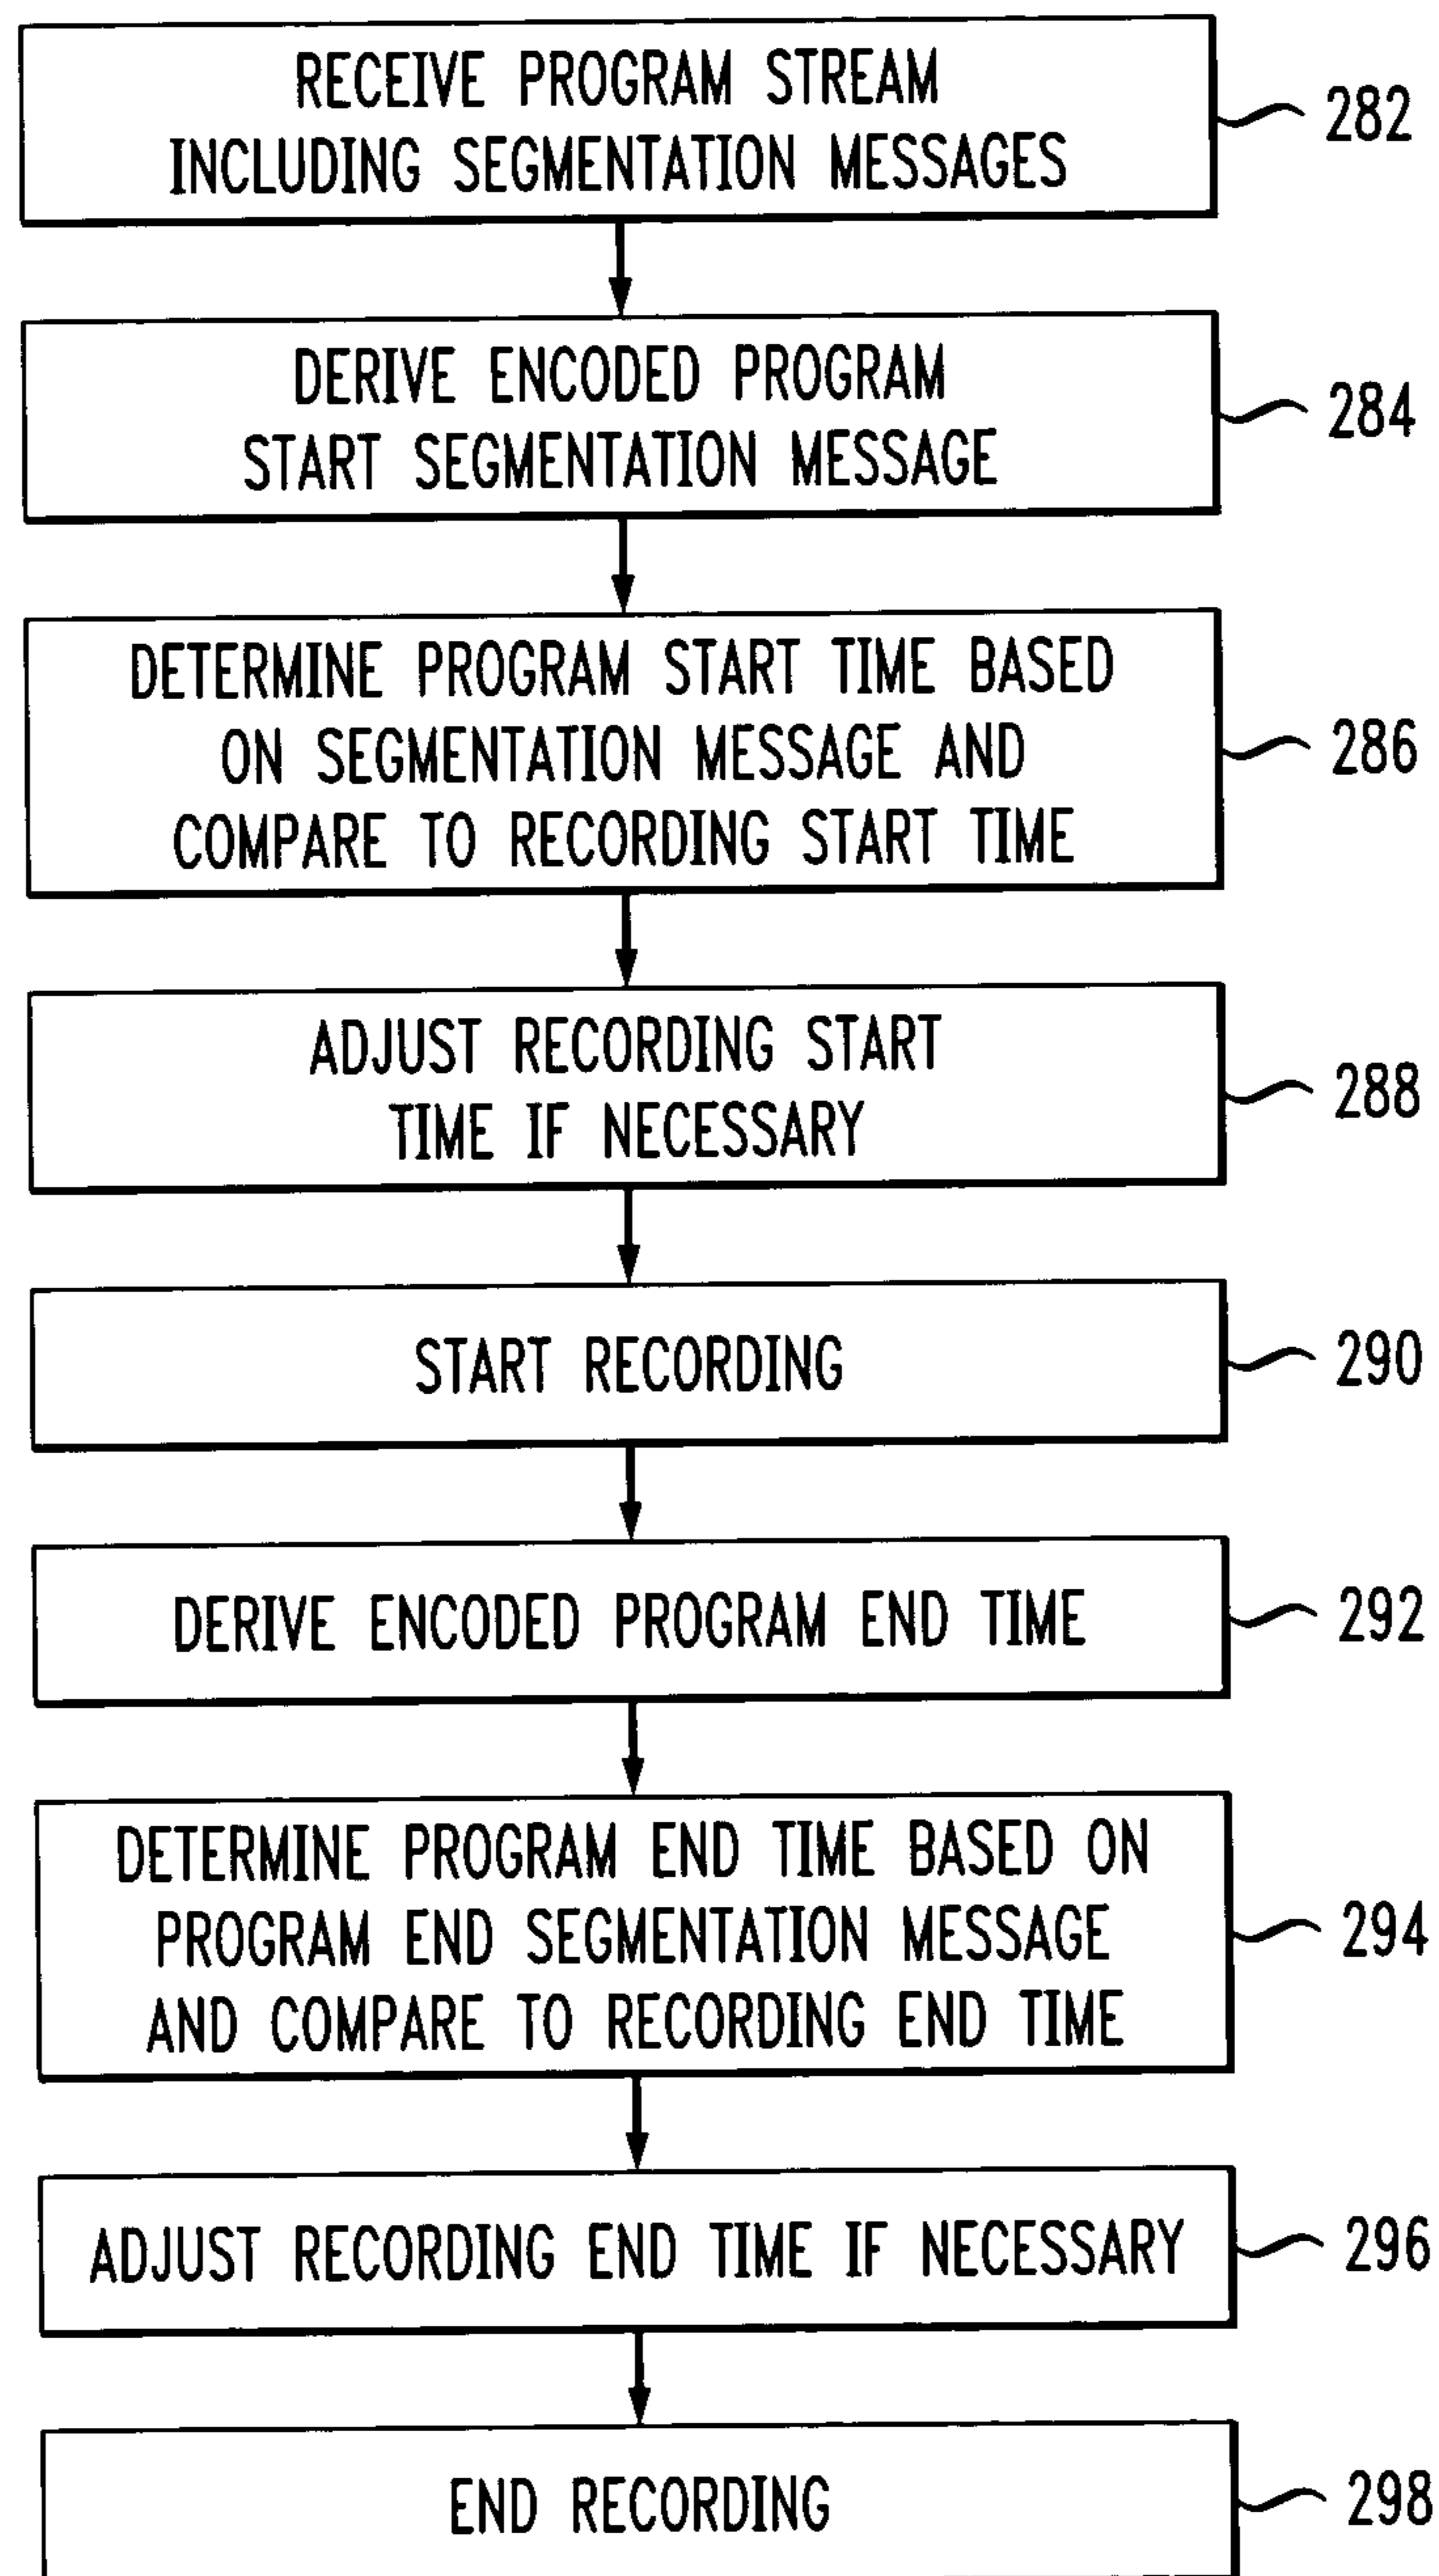 RECEIVE PROGRAM STREAM
INCLUDING SEGMENTATION MESSAGES
282
DERIVE ENCODED PROGRAM
START SEGMENTATION MESSAGE
284
DETERMINE PROGRAM START TIME BASED
ON SEGMENTATION MESSAGE AND
COMPARE TO RECORDING START TIME
286
ADJUST RECORDING START
TIME IF NECESSARY
288
START RECORDING
290
DERIVE ENCODED PROGRAM END TIME
292
DETERMINE PROGRAM END TIME BASED ON
PROGRAM END SEGMENTATION MESSAGE
AND COMPARE TO RECORDING END TIME
294
ADJUST RECORDING END TIME IF NECESSARY
296
END RECORDING
298